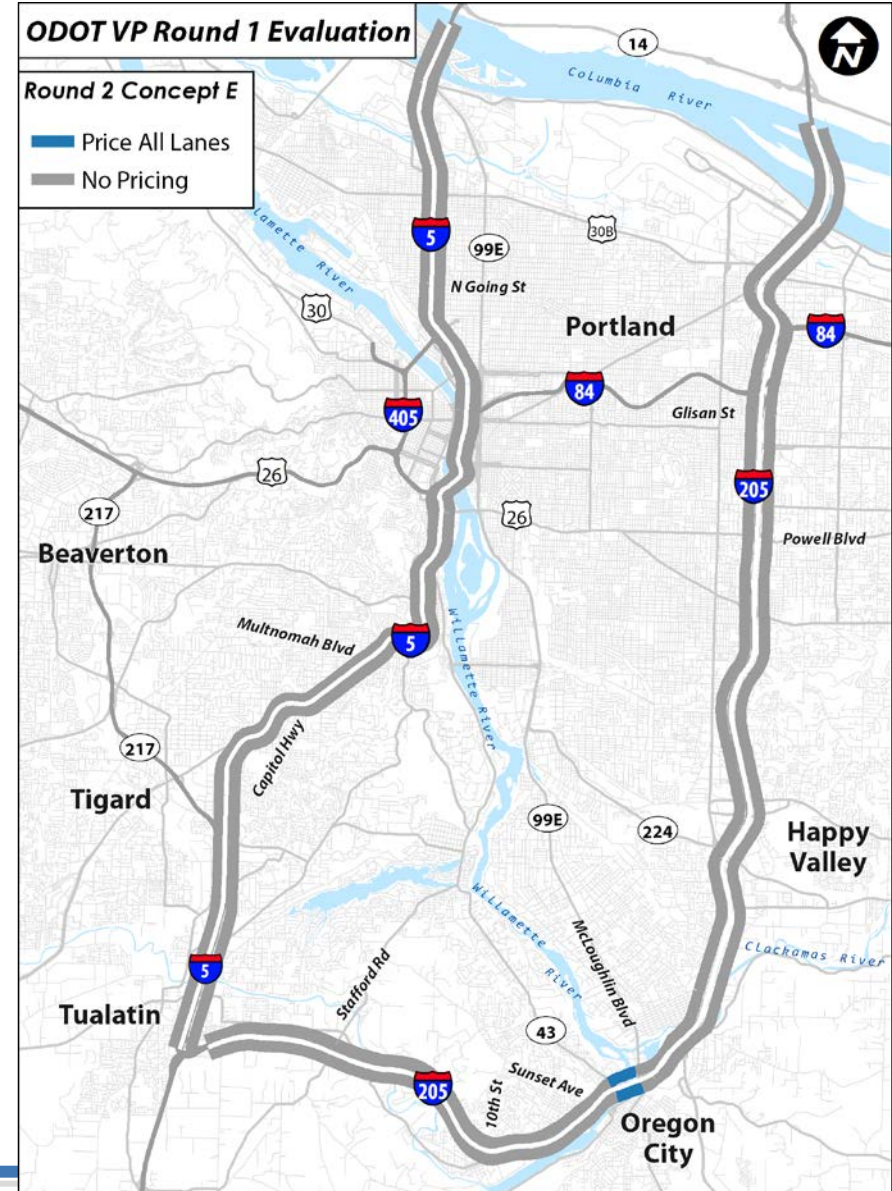 ODOT VP Round 1 Evaluation
N
14
Columbia River
Round 2 Concept E
Price All Lanes
No Pricing
lamette River
5
99E
30B
N Going St
30
Portland
84
84
405
Glisan St
26
205
217
26
Powell Blvd
Beaverton
Multnomah Blvd
5
Willamette River
Capitol Hwy
217
Tigard
99E
224
Happy
Valley
Willamette River
McLoughlin Blvd
Clackamas River
5
Stafford Rd
Tualatin
43
Sunset Ave
205
10th St
Oregon
City